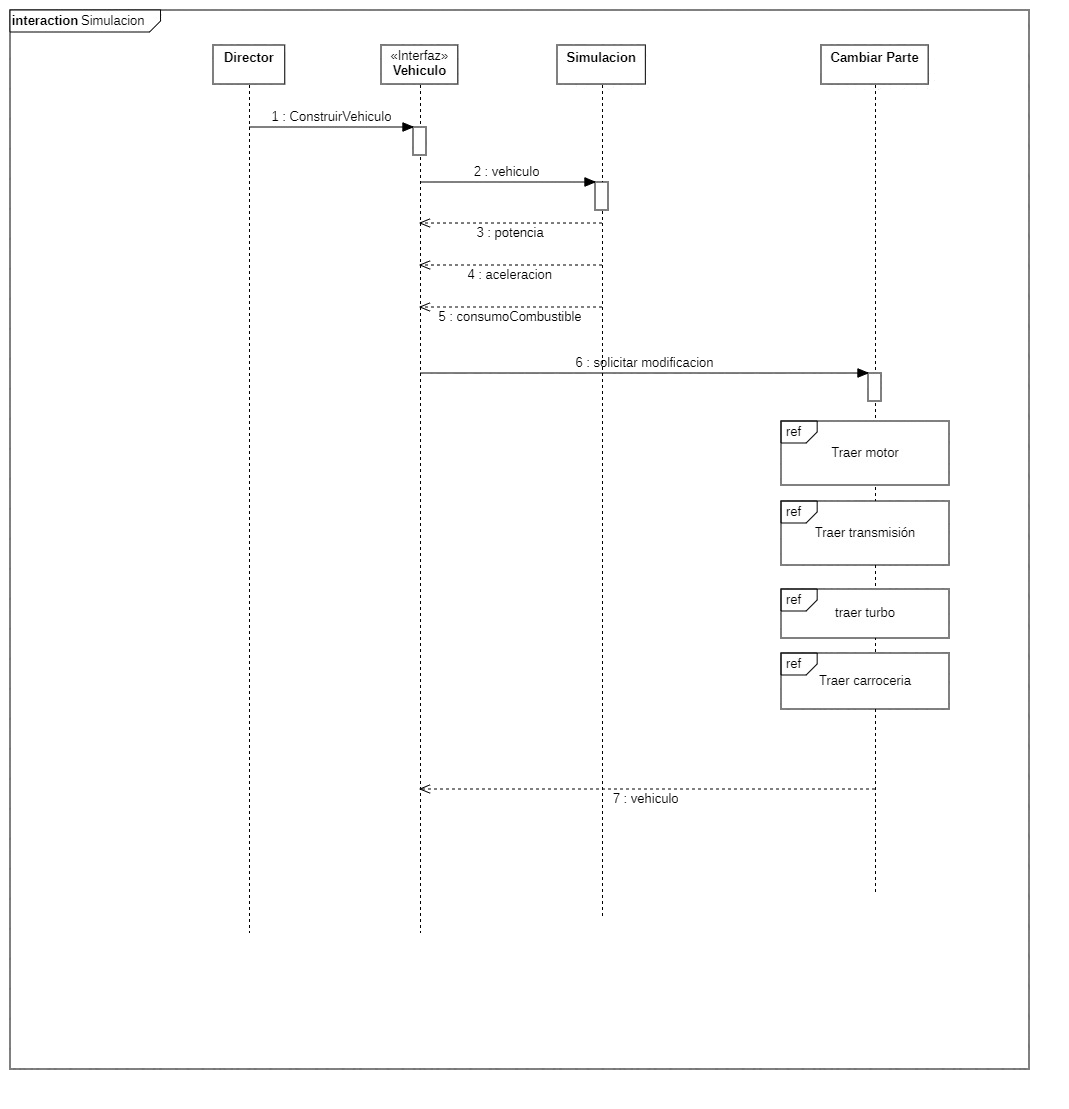 interaction Simulacion
Director
«Interfaz»
Vehiculo
Simulacion
Cambiar Parte
1 : ConstruirVehiculo
2 : vehiculo
3 : potencia
4 : aceleracion
5 : consumoCombustible
6 : solicitar modificacion
ref
Traer motor
ref
Traer transmisión
ref
traer turbo
ref
Traer carroceria
7 : vehiculo